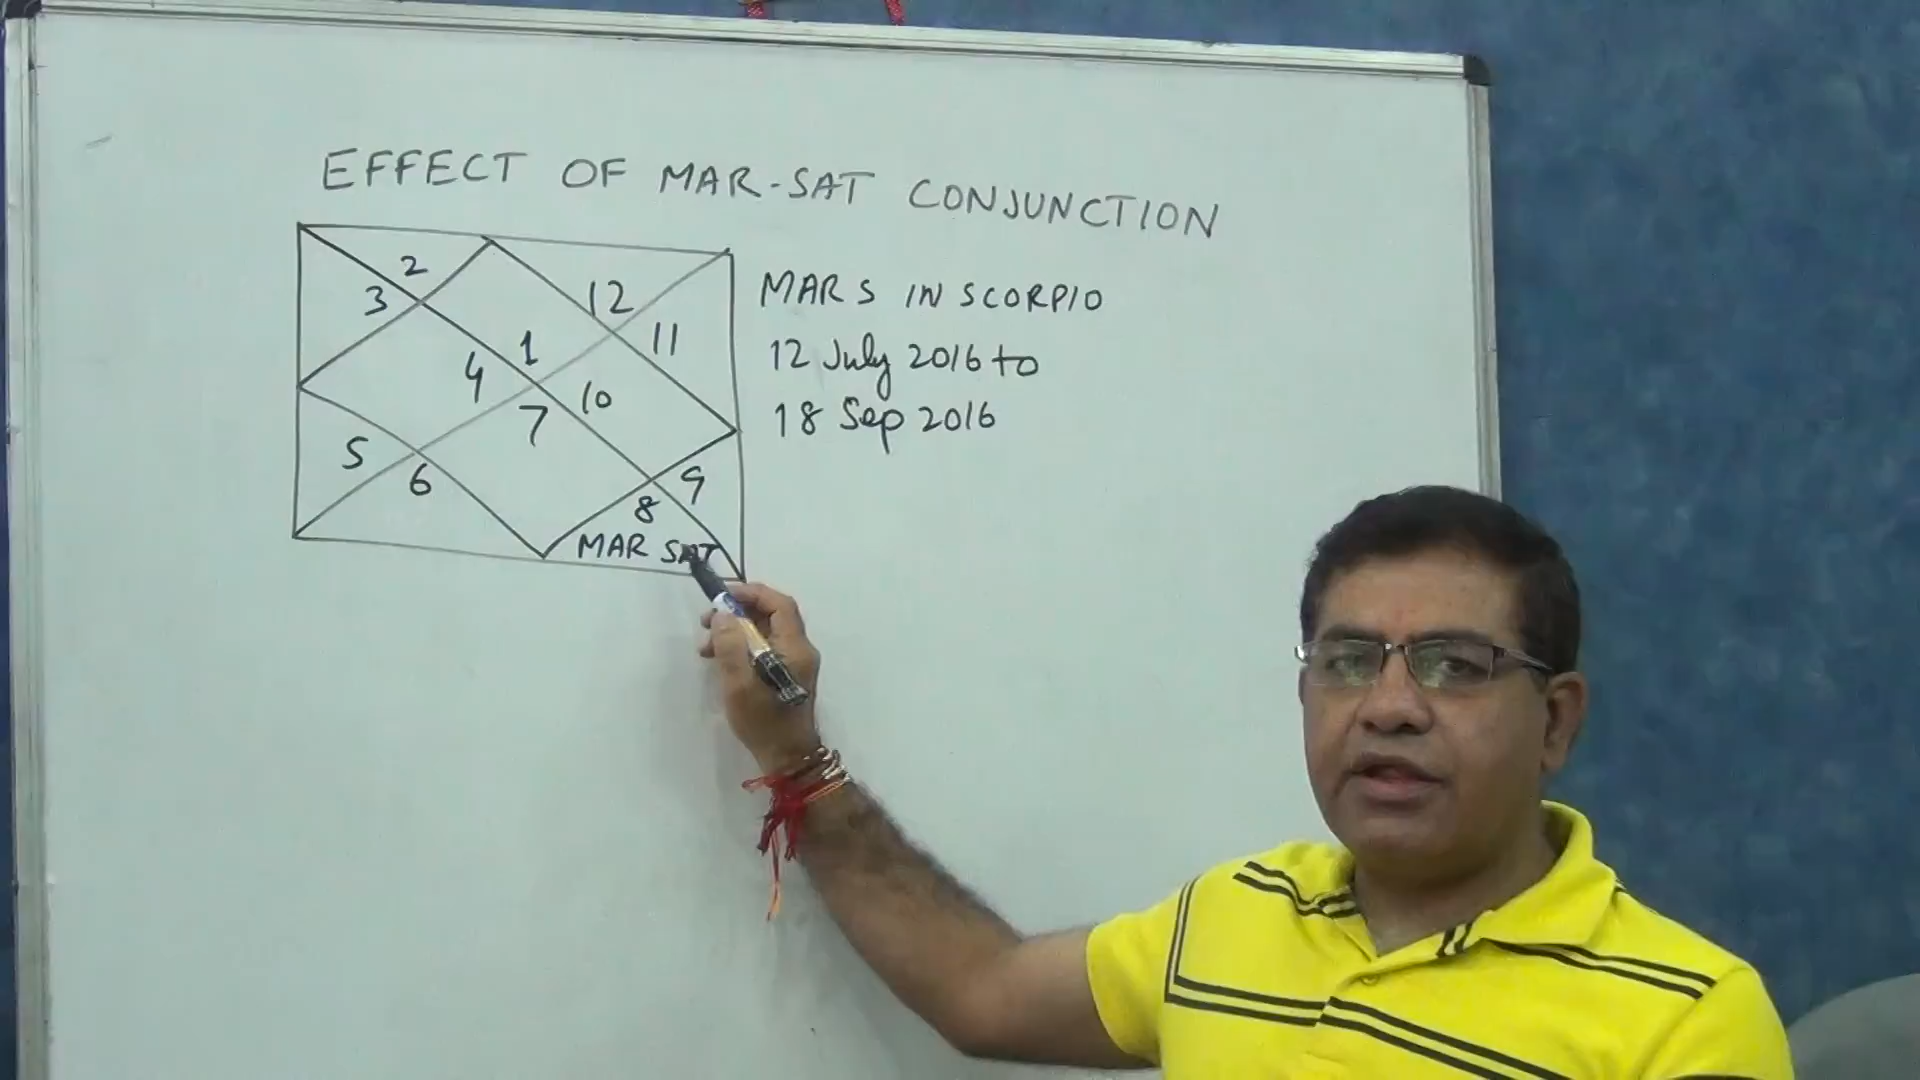 EFFECT OF MAR-SAT CONJUNCTION
2
12
3
11
1
4
10
7
5
6
9
8
MAR SAT
MARS IN SCORPIO
12 July 2016 to
18 Sep 2016